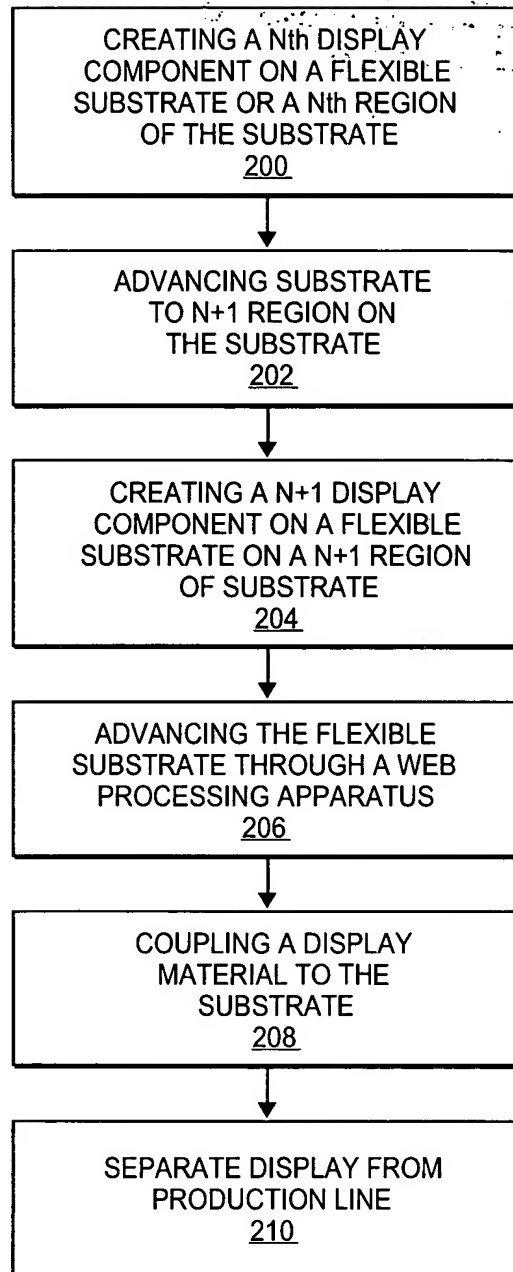 CREATING A Nth DISPLAY
COMPONENT ON A FLEXIBLE
SUBSTRATE OR A Nth REGION
OF THE SUBSTRATE
200
ADVANCING SUBSTRATE
TO N+1 REGION ON
THE SUBSTRATE
202
CREATING A N+1 DISPLAY
COMPONENT ON A FLEXIBLE
SUBSTRATE ON A N+1 REGION
OF SUBSTRATE
204
ADVANCING THE FLEXIBLE
SUBSTRATE THROUGH A WEB
PROCESSING APPARATUS
206
COUPLING A DISPLAY
MATERIAL TO THE
SUBSTRATE
208
SEPARATE DISPLAY FROM
PRODUCTION LINE
210